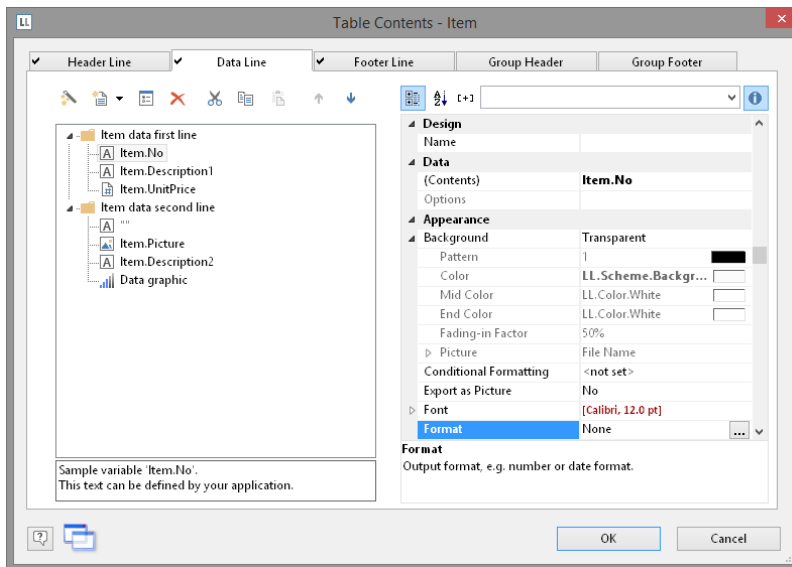 LL
Table Contents - Item
Header Line
Data Line
Footer Line
Group Header
Group Footer
Item data first line
A Item.No
A Item.Description1
# Item.UnitPrice
Item data second line
A ""
Item.Picture
A Item.Description2
Data graphic
Sample variable 'Item.No'.
This text can be defined by your application.
A
Z
[+]
Design
Name
Data
(Contents) Item.No
Options
Appearance
Background Transparent
Pattern 1
Color LL.Scheme.Backgr...
Mid Color LL.Color.White
End Color LL.Color.White
Fading-in Factor 50%
Picture File Name
Conditional Formatting <not set>
Export as Picture No
Font [Calibri, 12.0 pt]
Format None ...
Format
Output format, e.g. number or date format.
OK
Cancel